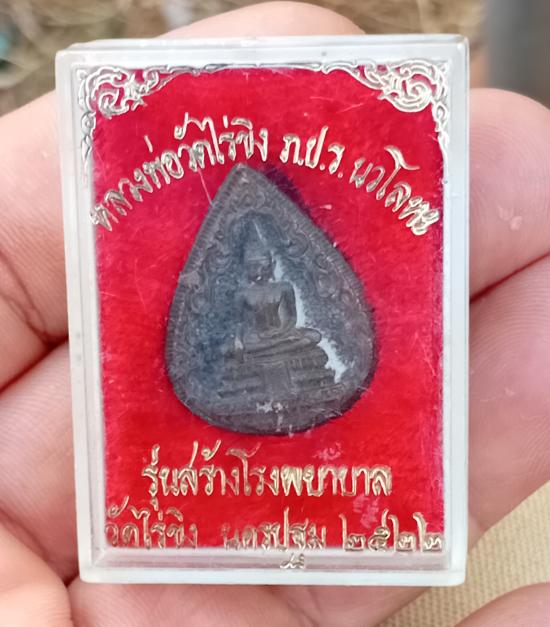 หลวงพ่อวัดไร่ขิง ภ.ป.ร. นวโลหะ
รุ่นสร้างโรงพยาบาล
วัดไร่ขิง นครปฐม ๒๕๒๒